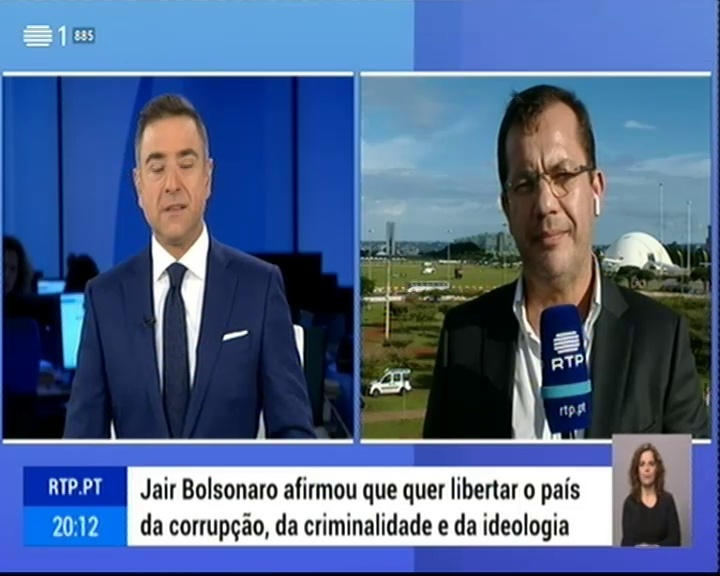 1 885
RTP
rtp.pt
RTP.PT
20:12
Jair Bolsonaro afirmou que quer libertar o país
da corrupção, da criminalidade e da ideologia